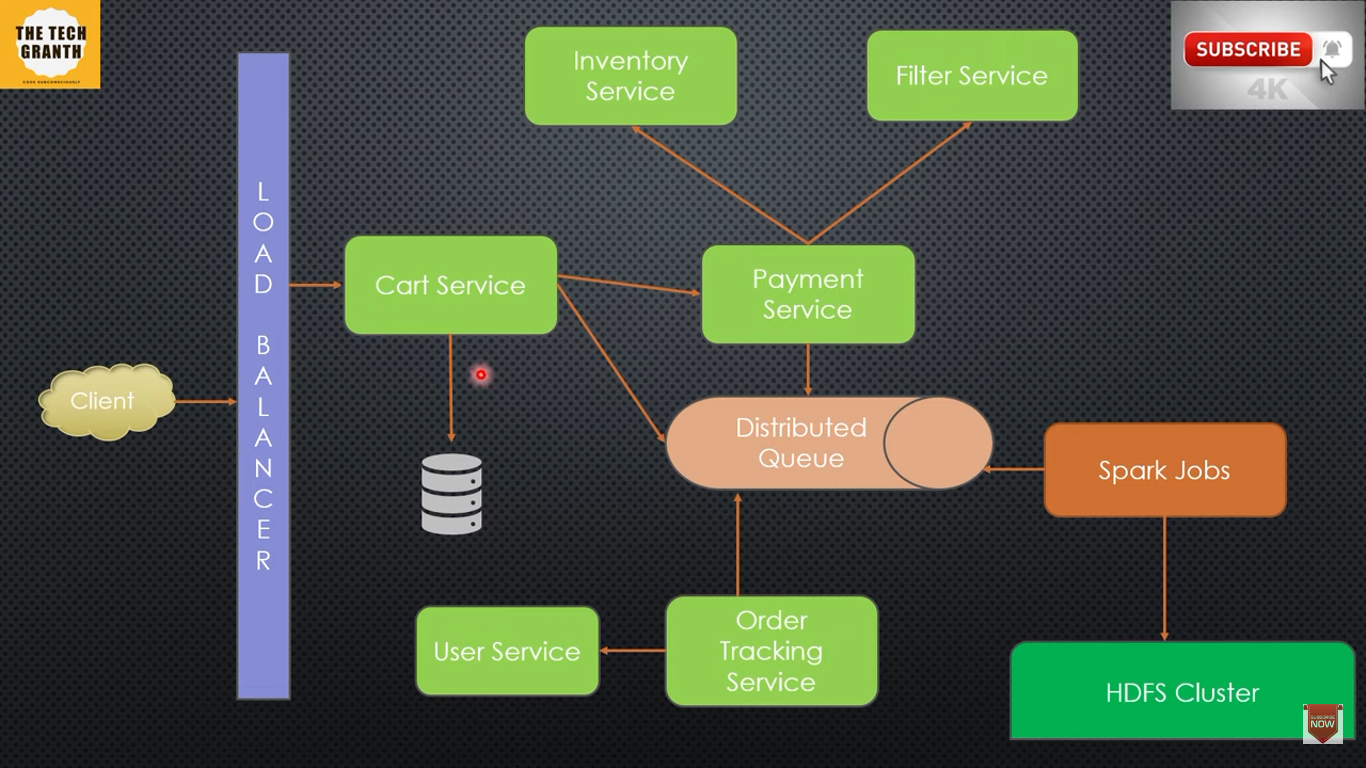 THE TECH
GRANTH
CODE SUBCONSCIOUSLY
SUBSCRIBE
4K
Inventory
Service
Filter Service
L
O
A
D
B
A
L
A
N
C
E
R
Cart Service
Payment
Service
Client
Distributed
Queue
Spark Jobs
User Service
Order
Tracking
Service
HDFS Cluster
SUBSCRIBE
NOW